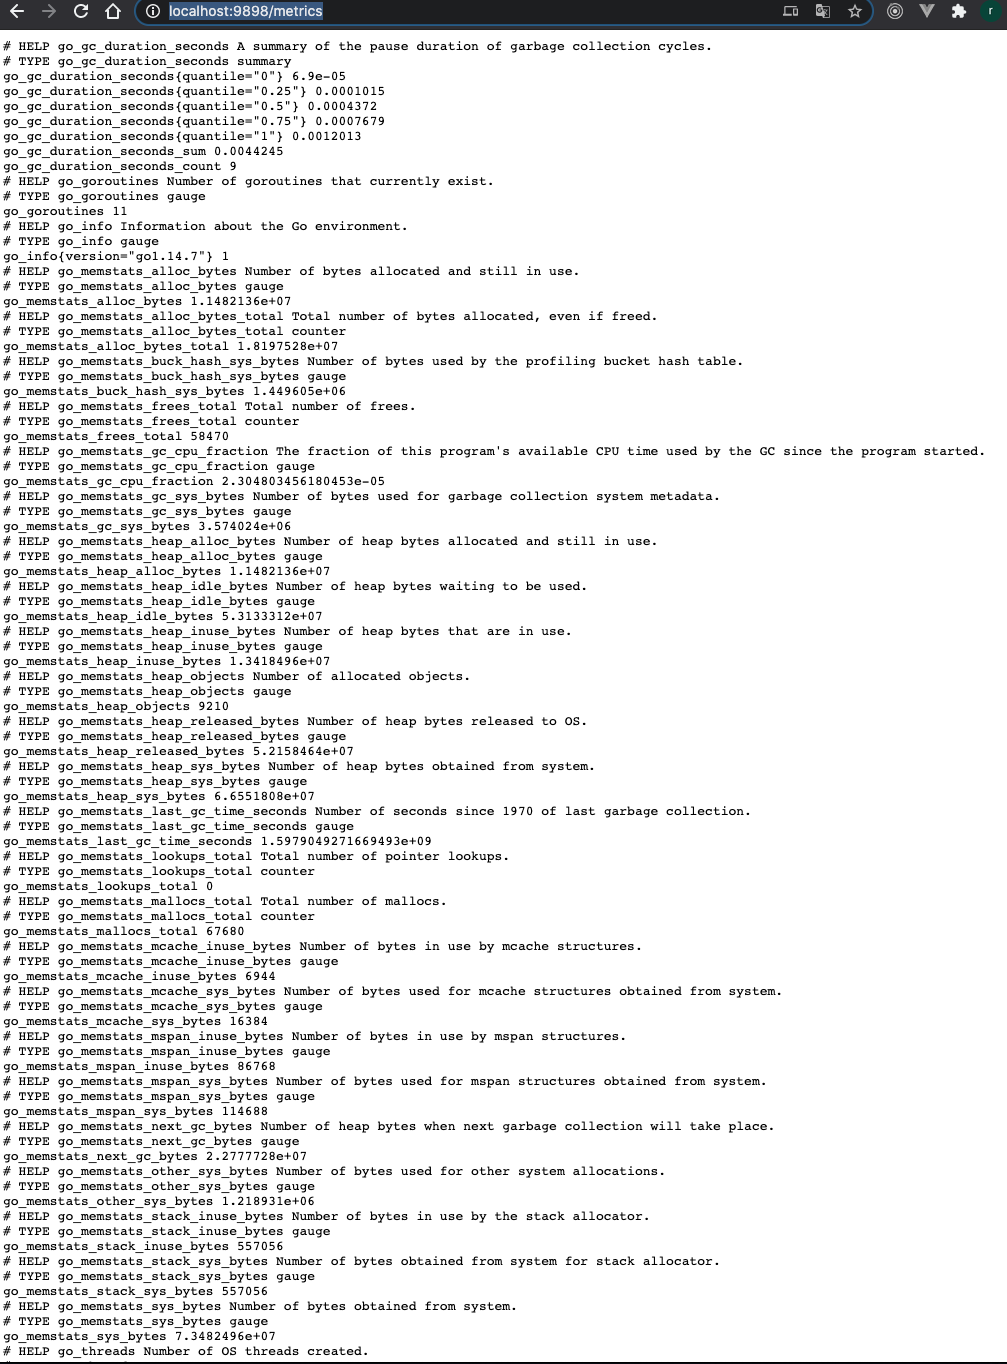 localhost:9898/metrics
r
# HELP go_gc_duration_seconds A summary of the pause duration of garbage collection cycles.
# TYPE go_gc_duration_seconds summary
go_gc_duration_seconds{quantile="0"} 6.9e-05
go_gc_duration_seconds{quantile="0.25"} 0.0001015
go_gc_duration_seconds{quantile="0.5"} 0.0004372
go_gc_duration_seconds{quantile="0.75"} 0.0007679
go_gc_duration_seconds{quantile="1"} 0.0012013
go_gc_duration_seconds_sum 0.0044245
go_gc_duration_seconds_count 9
# HELP go_goroutines Number of goroutines that currently exist.
# TYPE go_goroutines gauge
go_goroutines 11
# HELP go_info Information about the Go environment.
# TYPE go_info gauge
go_info{version="go1.14.7"} 1
# HELP go_memstats_alloc_bytes Number of bytes allocated and still in use.
# TYPE go_memstats_alloc_bytes gauge
go_memstats_alloc_bytes 1.1482136e+07
# HELP go_memstats_alloc_bytes_total Total number of bytes allocated, even if freed.
# TYPE go_memstats_alloc_bytes_total counter
go_memstats_alloc_bytes_total 1.8197528e+07
# HELP go_memstats_buck_hash_sys_bytes Number of bytes used by the profiling bucket hash table.
# TYPE go_memstats_buck_hash_sys_bytes gauge
go_memstats_buck_hash_sys_bytes 1.449605e+06
# HELP go_memstats_frees_total Total number of frees.
# TYPE go_memstats_frees_total counter
go_memstats_frees_total 58470
# HELP go_memstats_gc_cpu_fraction The fraction of this program's available CPU time used by the GC since the program started.
# TYPE go_memstats_gc_cpu_fraction gauge
go_memstats_gc_cpu_fraction 2.304803456180453e-05
# HELP go_memstats_gc_sys_bytes Number of bytes used for garbage collection system metadata.
# TYPE go_memstats_gc_sys_bytes gauge
go_memstats_gc_sys_bytes 3.574024e+06
# HELP go_memstats_heap_alloc_bytes Number of heap bytes allocated and still in use.
# TYPE go_memstats_heap_alloc_bytes gauge
go_memstats_heap_alloc_bytes 1.1482136e+07
# HELP go_memstats_heap_idle_bytes Number of heap bytes waiting to be used.
# TYPE go_memstats_heap_idle_bytes gauge
go_memstats_heap_idle_bytes 5.3133312e+07
# HELP go_memstats_heap_inuse_bytes Number of heap bytes that are in use.
# TYPE go_memstats_heap_inuse_bytes gauge
go_memstats_heap_inuse_bytes 1.3418496e+07
# HELP go_memstats_heap_objects Number of allocated objects.
# TYPE go_memstats_heap_objects gauge
go_memstats_heap_objects 9210
# HELP go_memstats_heap_released_bytes Number of heap bytes released to OS.
# TYPE go_memstats_heap_released_bytes gauge
go_memstats_heap_released_bytes 5.2158464e+07
# HELP go_memstats_heap_sys_bytes Number of heap bytes obtained from system.
# TYPE go_memstats_heap_sys_bytes gauge
go_memstats_heap_sys_bytes 6.6551808e+07
# HELP go_memstats_last_gc_time_seconds Number of seconds since 1970 of last garbage collection.
# TYPE go_memstats_last_gc_time_seconds gauge
go_memstats_last_gc_time_seconds 1.5979049271669493e+09
# HELP go_memstats_lookups_total Total number of pointer lookups.
# TYPE go_memstats_lookups_total counter
go_memstats_lookups_total 0
# HELP go_memstats_mallocs_total Total number of mallocs.
# TYPE go_memstats_mallocs_total counter
go_memstats_mallocs_total 67680
# HELP go_memstats_mcache_inuse_bytes Number of bytes in use by mcache structures.
# TYPE go_memstats_mcache_inuse_bytes gauge
go_memstats_mcache_inuse_bytes 6944
# HELP go_memstats_mcache_sys_bytes Number of bytes used for mcache structures obtained from system.
# TYPE go_memstats_mcache_sys_bytes gauge
go_memstats_mcache_sys_bytes 16384
# HELP go_memstats_mspan_inuse_bytes Number of bytes in use by mspan structures.
# TYPE go_memstats_mspan_inuse_bytes gauge
go_memstats_mspan_inuse_bytes 86768
# HELP go_memstats_mspan_sys_bytes Number of bytes used for mspan structures obtained from system.
# TYPE go_memstats_mspan_sys_bytes gauge
go_memstats_mspan_sys_bytes 114688
# HELP go_memstats_next_gc_bytes Number of heap bytes when next garbage collection will take place.
# TYPE go_memstats_next_gc_bytes gauge
go_memstats_next_gc_bytes 2.2777728e+07
# HELP go_memstats_other_sys_bytes Number of bytes used for other system allocations.
# TYPE go_memstats_other_sys_bytes gauge
go_memstats_other_sys_bytes 1.218931e+06
# HELP go_memstats_stack_inuse_bytes Number of bytes in use by the stack allocator.
# TYPE go_memstats_stack_inuse_bytes gauge
go_memstats_stack_inuse_bytes 557056
# HELP go_memstats_stack_sys_bytes Number of bytes obtained from system for stack allocator.
# TYPE go_memstats_stack_sys_bytes gauge
go_memstats_stack_sys_bytes 557056
# HELP go_memstats_sys_bytes Number of bytes obtained from system.
# TYPE go_memstats_sys_bytes gauge
go_memstats_sys_bytes 7.3482496e+07
# HELP go_threads Number of OS threads created.